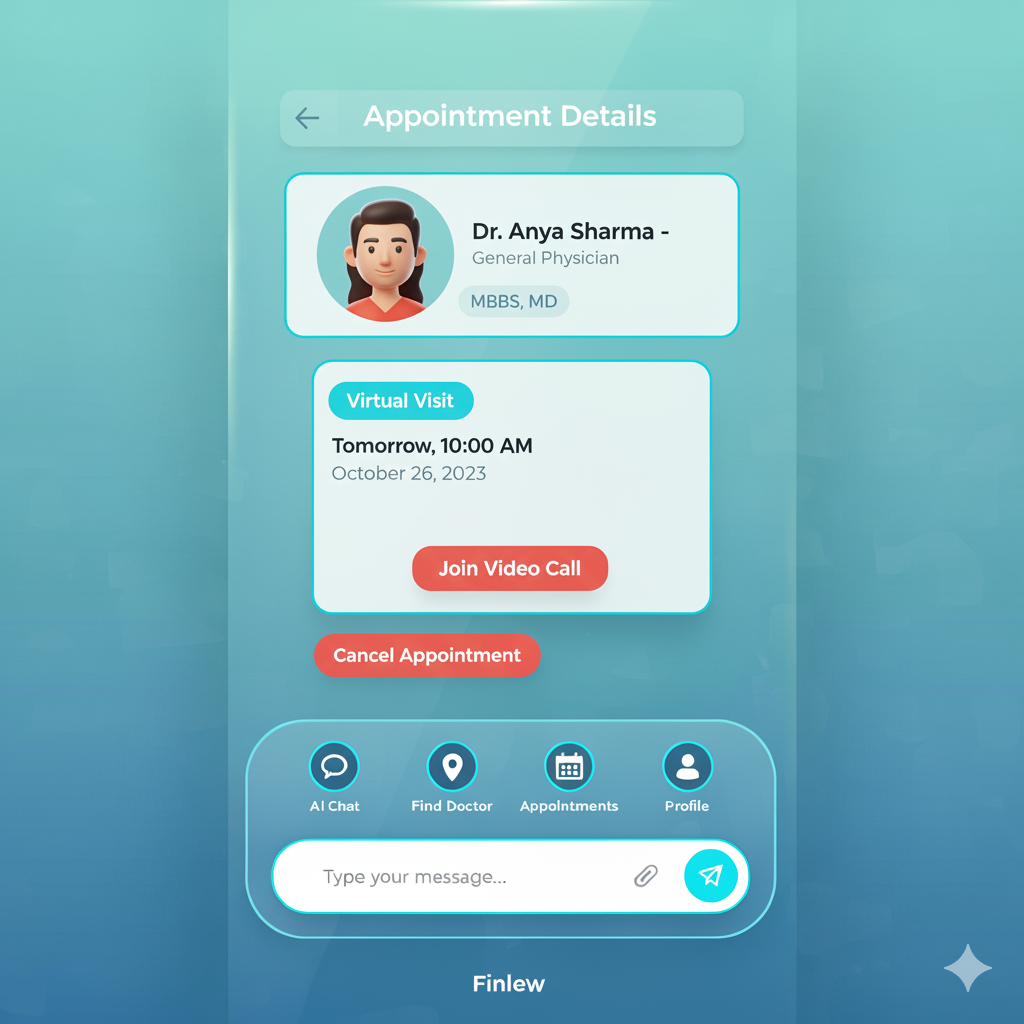 Appointment Details
Dr. Anya Sharma -
General Physician
MBBS, MD
Virtual Visit
Tomorrow, 10:00 AM
October 26, 2023
Join Video Call
Cancel Appointment
AI Chat
Find Doctor
Appointments
Profile
Type your message...
Finlew